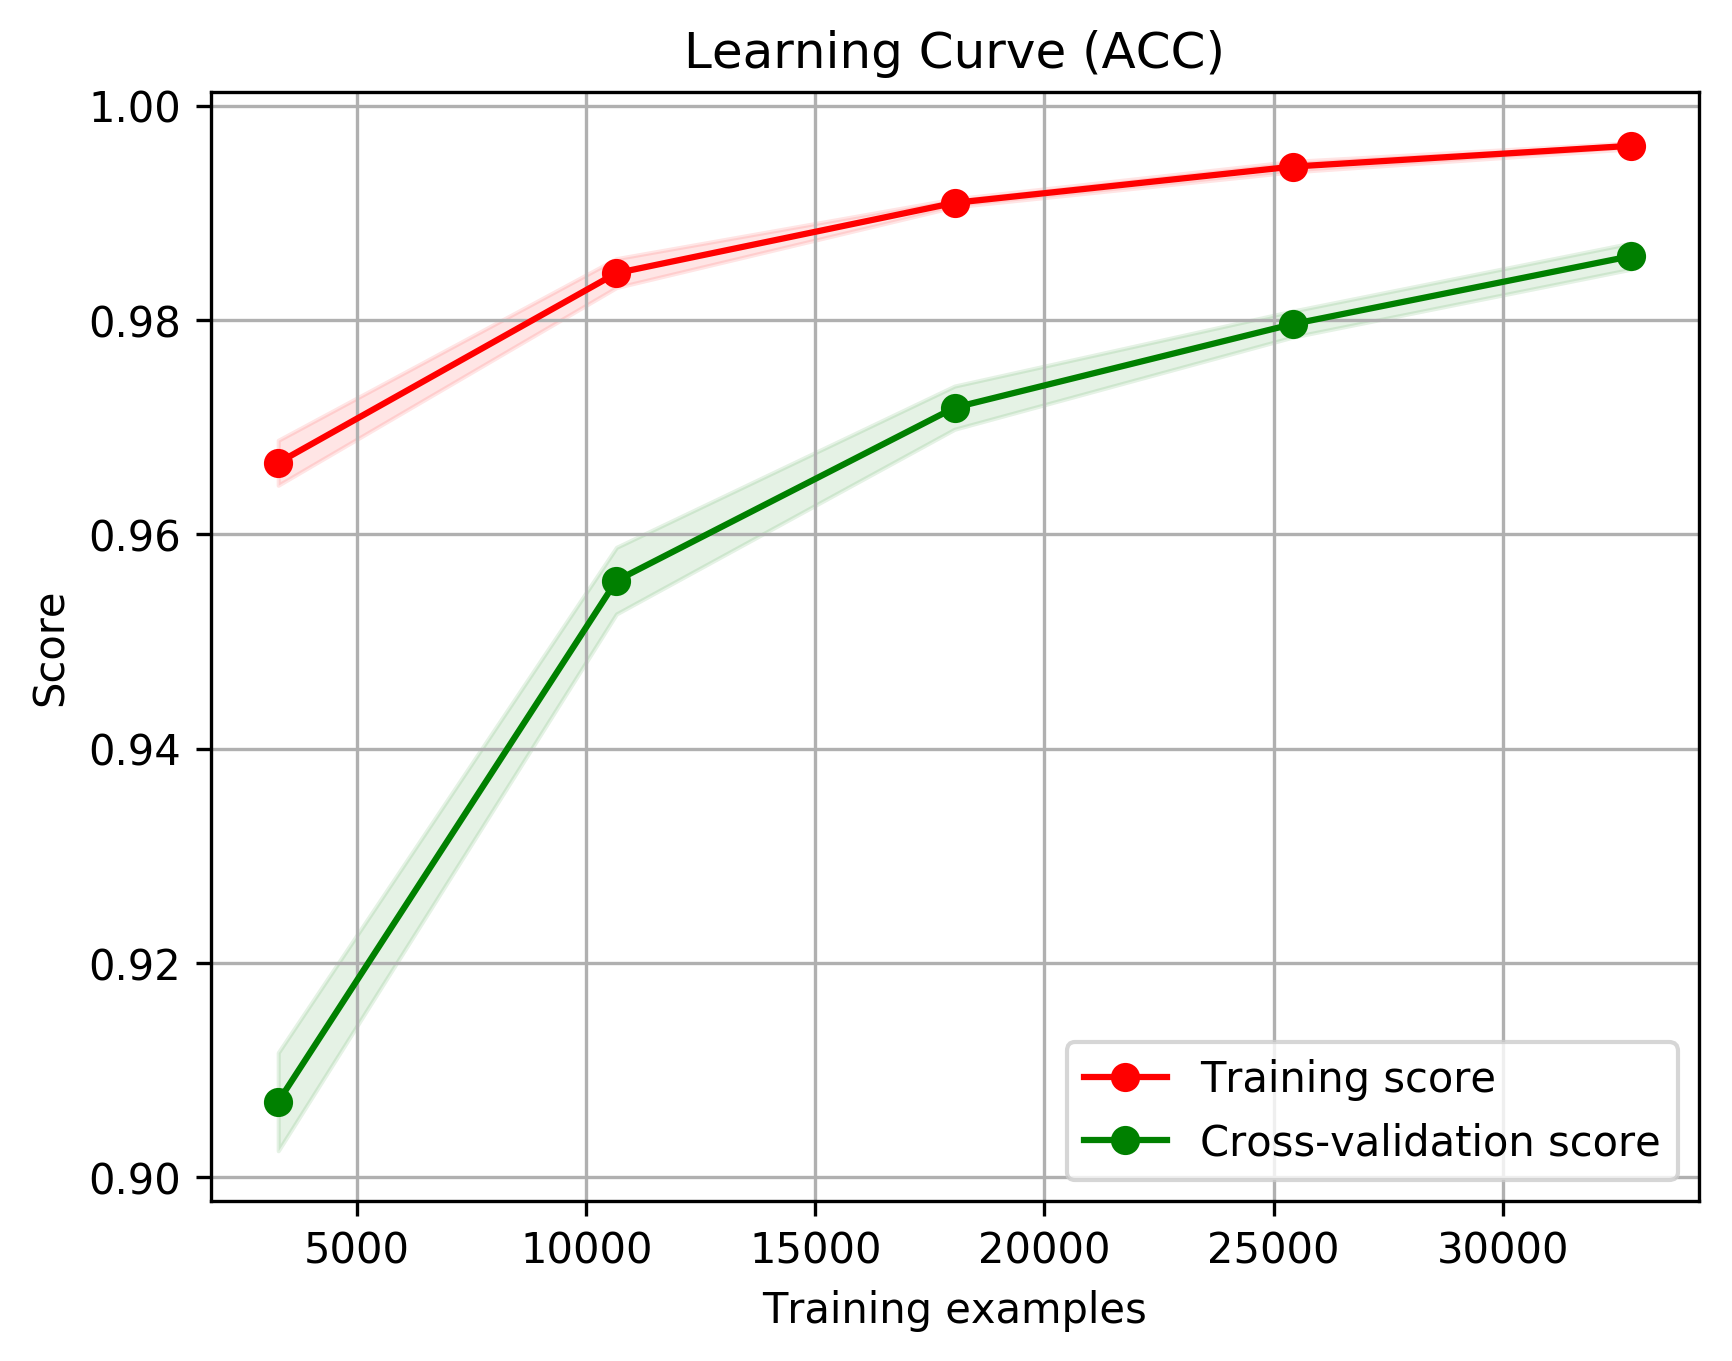 Learning Curve (ACC)
1.00
0.98
0.96
0.94
0.92
0.90
Score
Training score
Cross-validation score
5000 10000 15000 20000 25000 30000
Training examples